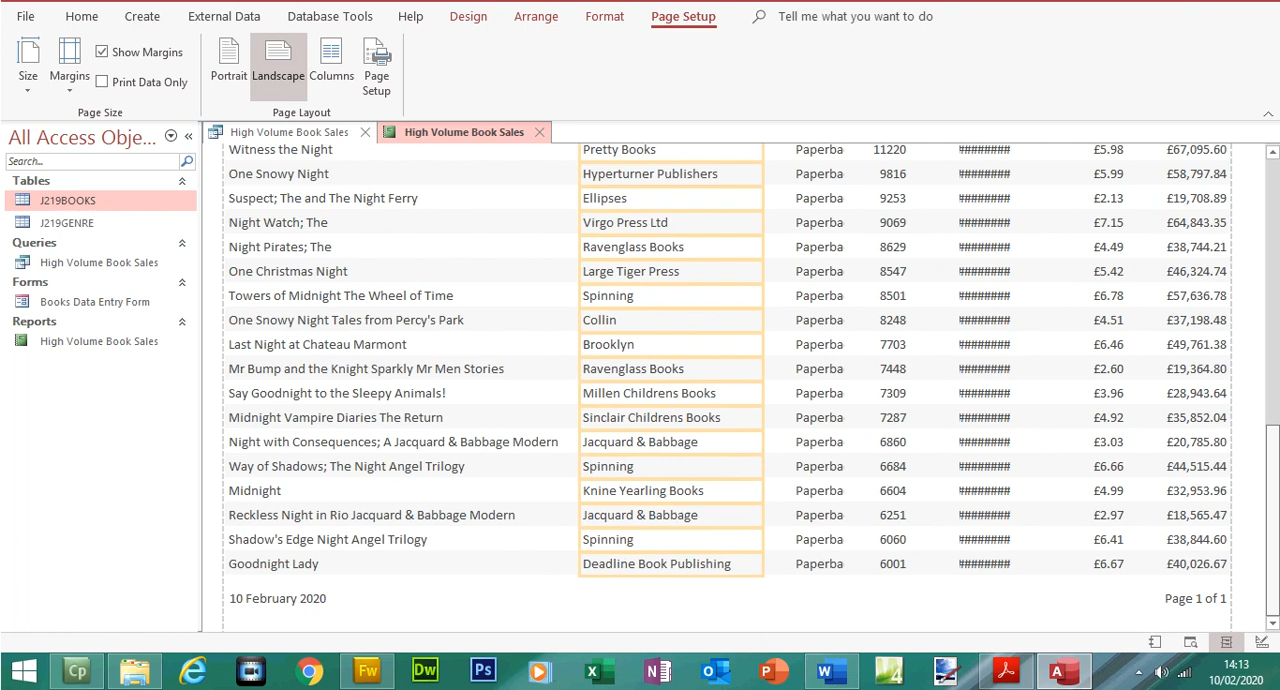 File Home Create External Data Database Tools Help Design Arrange Format Page Setup Tell me what you want to do
Size Margins Show Margins Print Data Only Portrait Landscape Columns Page Setup
Page Size Page Layout
All Access Obje... « High Volume Book Sales High Volume Book Sales
Search...
Tables
J219BOOKS
J219GENRE
Queries
High Volume Book Sales
Forms
Books Data Entry Form
Reports
High Volume Book Sales
Witness the Night Pretty Books Paperba 11220 ######## £5.98 £67,095.60
One Snowy Night Hyperturner Publishers Paperba 9816 ######## £5.99 £58,797.84
Suspect; The and The Night Ferry Ellipses Paperba 9253 ######## £2.13 £19,708.89
Night Watch; The Virgo Press Ltd Paperba 9069 ######## £7.15 £64,843.35
Night Pirates; The Ravenglass Books Paperba 8629 ######## £4.49 £38,744.21
One Christmas Night Large Tiger Press Paperba 8547 ######## £5.42 £46,324.74
Towers of Midnight The Wheel of Time Spinning Paperba 8501 ######## £6.78 £57,636.78
One Snowy Night Tales from Percy's Park Collin Paperba 8248 ######## £4.51 £37,198.48
Last Night at Chateau Marmont Brooklyn Paperba 7703 ######## £6.46 £49,761.38
Mr Bump and the Knight Sparkly Mr Men Stories Ravenglass Books Paperba 7448 ######## £2.60 £19,364.80
Say Goodnight to the Sleepy Animals! Millen Childrens Books Paperba 7309 ######## £3.96 £28,943.64
Midnight Vampire Diaries The Return Sinclair Childrens Books Paperba 7287 ######## £4.92 £35,852.04
Night with Consequences; A Jacquard & Babbage Modern Jacquard & Babbage Paperba 6860 ######## £3.03 £20,785.80
Way of Shadows; The Night Angel Trilogy Spinning Paperba 6684 ######## £6.66 £44,515.44
Midnight Knine Yearling Books Paperba 6604 ######## £4.99 £32,953.96
Reckless Night in Rio Jacquard & Babbage Modern Jacquard & Babbage Paperba 6251 ######## £2.97 £18,565.47
Shadow's Edge Night Angel Trilogy Spinning Paperba 6060 ######## £6.41 £38,844.60
Goodnight Lady Deadline Book Publishing Paperba 6001 ######## £6.67 £40,026.67
10 February 2020 Page 1 of 1
Cp Fw Dw Ps 14:13
10/02/2020